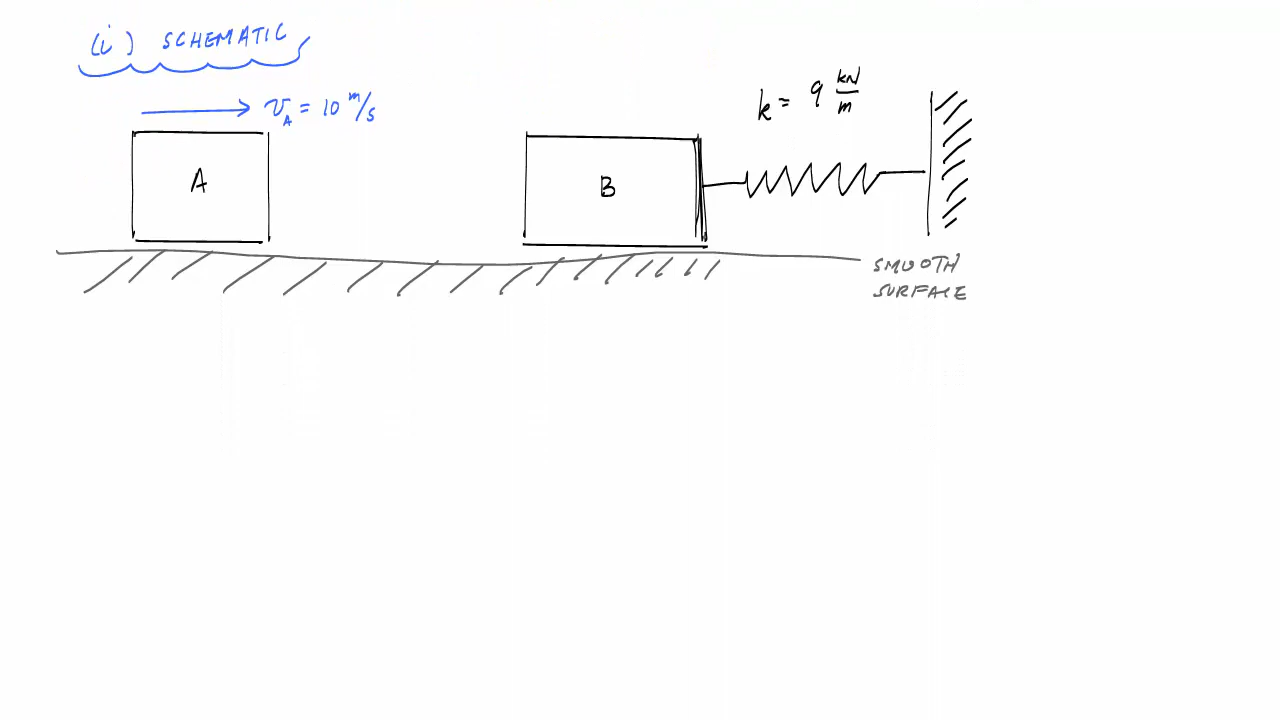 (i) SCHEMATIC
v_A = 10 m/s
k = 9 kN/m
A
B
SMOOTH
SURFACE